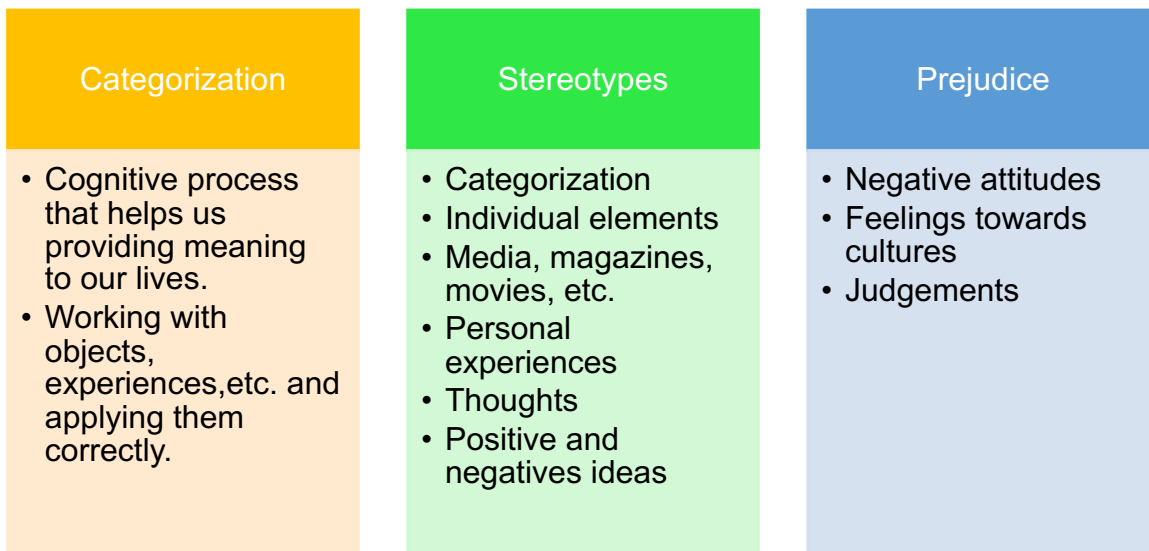 Categorization
• Cognitive process
that helps us
providing meaning
to our lives.
• Working with
objects,
experiences,etc. and
applying them
correctly.
Stereotypes
• Categorization
• Individual elements
• Media, magazines,
movies, etc.
• Personal
experiences
• Thoughts
• Positive and
negatives ideas
Prejudice
• Negative attitudes
• Feelings towards
cultures
• Judgements